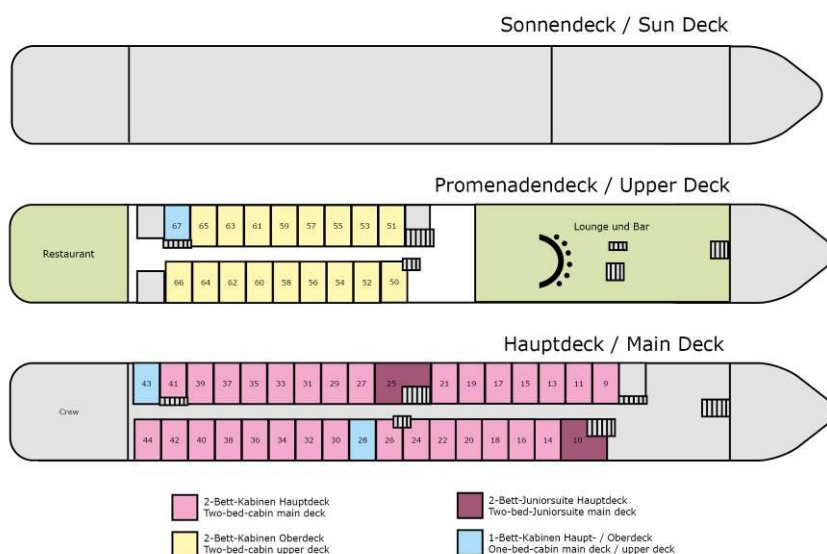 Sonnendeck / Sun Deck
Promenadendeck / Upper Deck
67 65 63 61 59 57 55 53 51
Restaurant
Lounge und Bar
66 64 62 60 58 56 54 52 50
Hauptdeck / Main Deck
43 41 39 37 35 33 31 29 27 25 21 19 17 15 13 11 9
Crew
44 42 40 38 36 34 32 30 28 26 24 22 20 18 16 14 10
2-Bett-Kabinen Hauptdeck
Two-bed-cabin main deck
2-Bett-Juniorsuite Hauptdeck
Two-bed-Juniorsuite main deck
2-Bett-Kabinen Oberdeck
Two-bed-cabin upper deck
1-Bett-Kabinen Haupt- / Oberdeck
One-bed-cabin main deck / upper deck